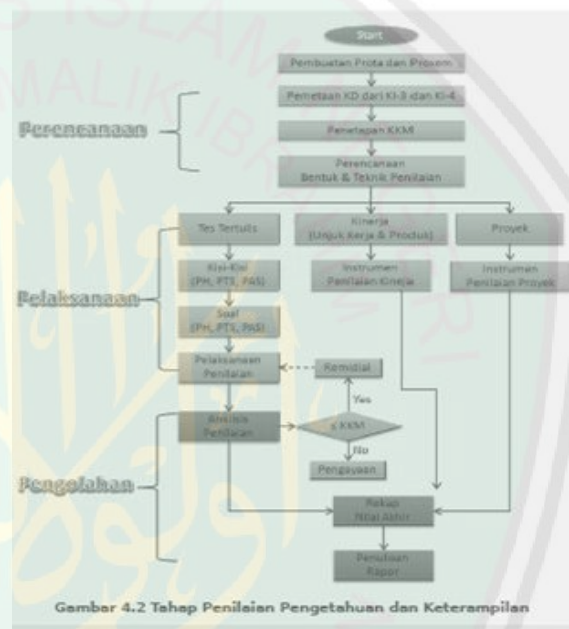 Start
Pembuatan Prota dan Prosem
Pemetaan KD dari KI-3 dan KI-4
Perencanaan
Penetapan KKM
Perencanaan
Bentuk & Teknik Penilaian
Tes Tertulis
Kinerja
(Unjuk Kerja & Produk)
Proyek
Kisi-Kisi
(PH, PTS, PAS)
Instrumen
Penilaian Kinerja
Instrumen
Penilaian Proyek
Pelaksanaan
Soal
(PH, PTS, PAS)
Pelaksanaan
Penilaian
Remidial
Yes
Analisis
Penilaian
≤ KKM
No
Pengayaan
Pengolahan
Rekap
Nilai Akhir
Penulisan
Rapor
Gambar 4.2 Tahap Penilaian Pengetahuan dan Keterampilan